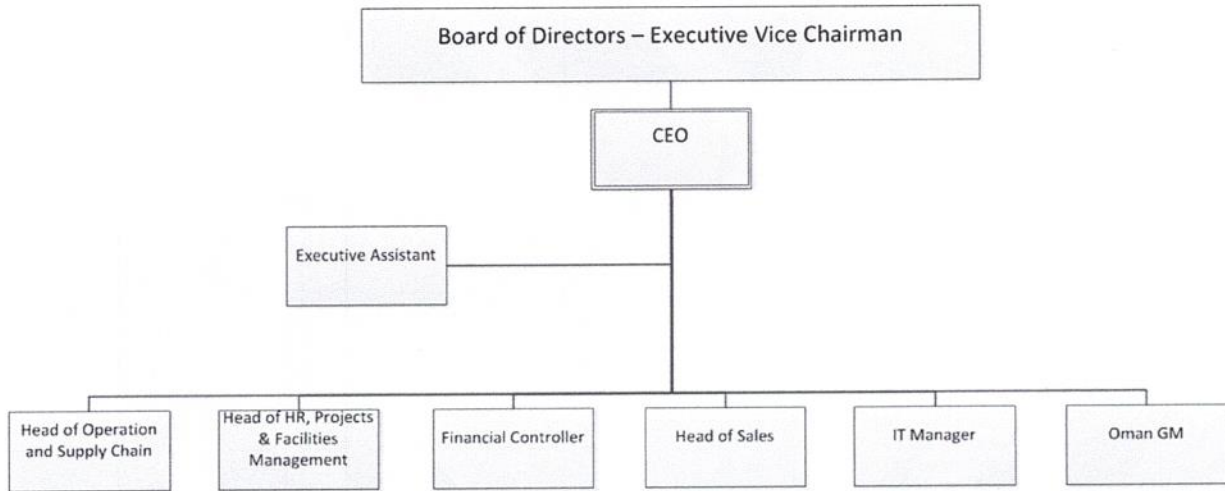 Board of Directors – Executive Vice Chairman
CEO
Executive Assistant
Head of Operation
and Supply Chain
Head of HR, Projects
& Facilities
Management
Financial Controller
Head of Sales
IT Manager
Oman GM